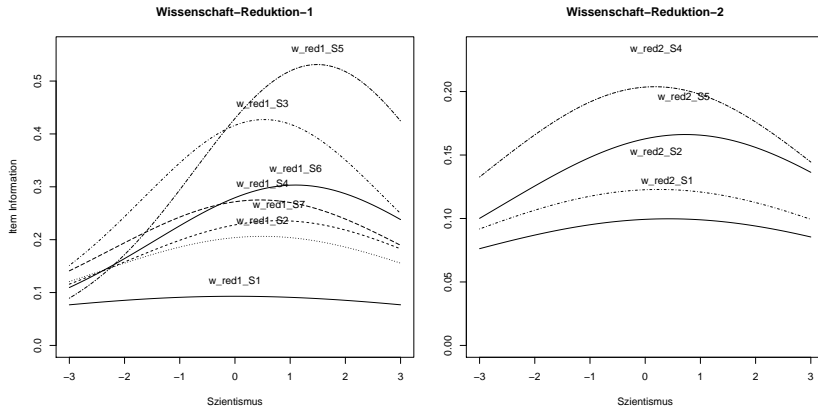 Wissenschaft−Reduktion−1
Wissenschaft−Reduktion−2
Item Information
0.0
0.1
0.2
0.3
0.4
0.5
w_red1_S5
w_red1_S3
w_red1_S6
w_red1_S4
w_red1_S7
w_red1_S2
w_red1_S1
−3
−2
−1
0
1
2
3
Szientismus
0.00
0.05
0.10
0.15
0.20
w_red2_S4
w_red2_S5
w_red2_S2
w_red2_S1
−3
−2
−1
0
1
2
3
Szientismus